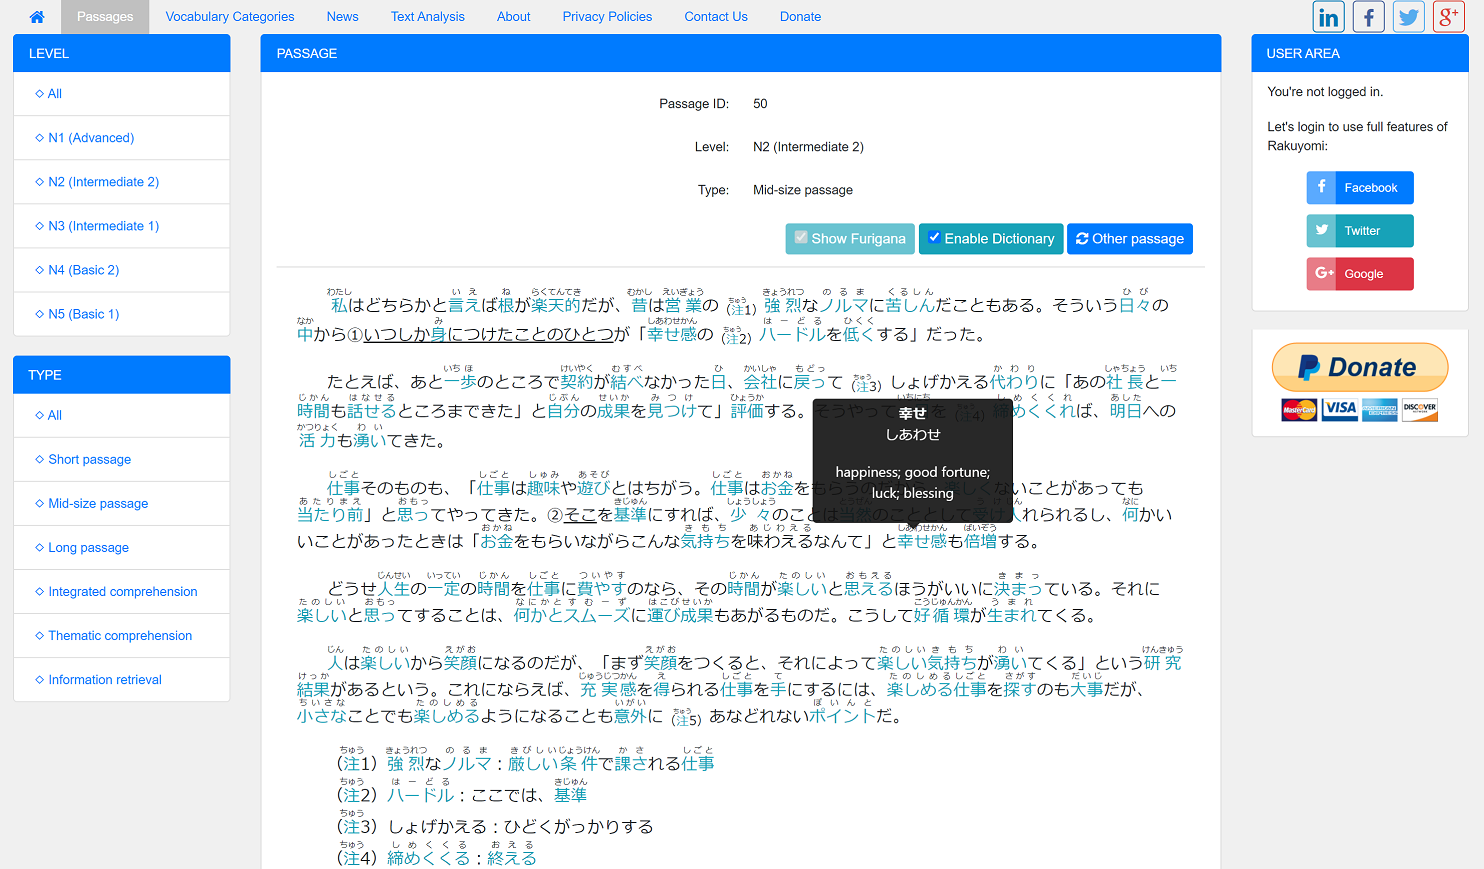 Passages
Vocabulary Categories
News
Text Analysis
About
Privacy Policies
Contact Us
Donate
LEVEL
All
N1 (Advanced)
N2 (Intermediate 2)
N3 (Intermediate 1)
N4 (Basic 2)
N5 (Basic 1)
TYPE
All
Short passage
Mid-size passage
Long passage
Integrated comprehension
Thematic comprehension
Information retrieval
PASSAGE
Passage ID: 50
Level: N2 (Intermediate 2)
Type: Mid-size passage
Show Furigana
Enable Dictionary
Other passage
私はどちらかと言えば根が楽天的だが、昔は営業の（注1）強烈なノルマに苦しんだこともある。そういう日々の
中から①いつしか身につけたことのひとつが「幸せ感の（注2）ハードルを低くする」だった。
たとえば、あと一歩のところで契約が結べなかった日、会社に戻って（注3）しょげかえる代わりに「あの社長と一
時間も話せるところまできた」と自分の成果を見つけて」評価する。そうやって を（注4）締めくくれば、明日への
活力も湧いてきた。
仕事そのものも、「仕事は趣味や遊びとはちがう。仕事はお金をもらうのだから、楽しくないことがあっても
当たり前」と思ってやってきた。②そこを基準にすれば、少々のことは当然のこととして受け入れられるし、何かい
いことがあったときは「お金をもらいながらこんな気持ちを味わえるなんて」と幸せ感も倍増する。
どうせ人生の一定の時間を仕事に費やすのなら、その時間が楽しいと思えるほうがいいに決まっている。それに
楽しいと思ってすることは、何かとスムーズに運び成果もあがるものだ。こうして好循環が生まれてくる。
人は楽しいから笑顔になるのだが、「まず笑顔をつくると、それによって楽しい気持ちが湧いてくる」という研究
結果があるという。これにならえば、充実感を得られる仕事を手にするには、楽しめる仕事を探すのも大事だが、
小さなことでも楽しめるようになることも意外に（注5）あなどれないポイントだ。
（注1）強烈なノルマ：厳しい条件で課される仕事
（注2）ハードル：ここでは、基準
（注3）しょげかえる：ひどくがっかりする
（注4）締めくくる：終える
幸せ
しあわせ
happiness; good fortune;
luck; blessing
USER AREA
You're not logged in.
Let's login to use full features of
Rakuyomi:
Facebook
Twitter
Google
Donate
MasterCard
VISA
DISCOVER